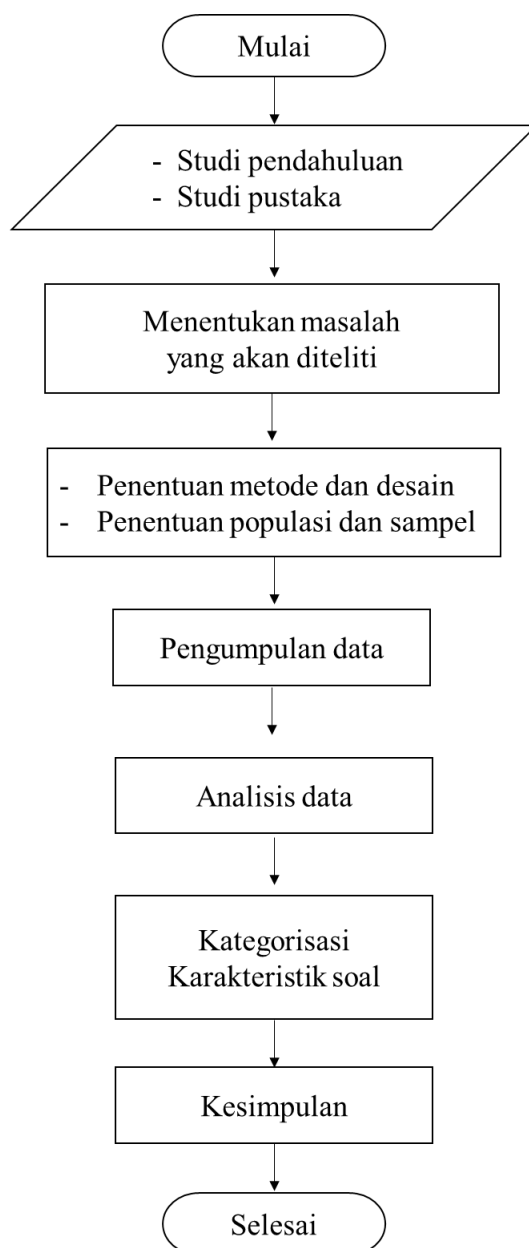 Mulai
- Studi pendahuluan
- Studi pustaka
Menentukan masalah
yang akan diteliti
- Penentuan metode dan desain
- Penentuan populasi dan sampel
Pengumpulan data
Analisis data
Kategorisasi
Karakteristik soal
Kesimpulan
Selesai